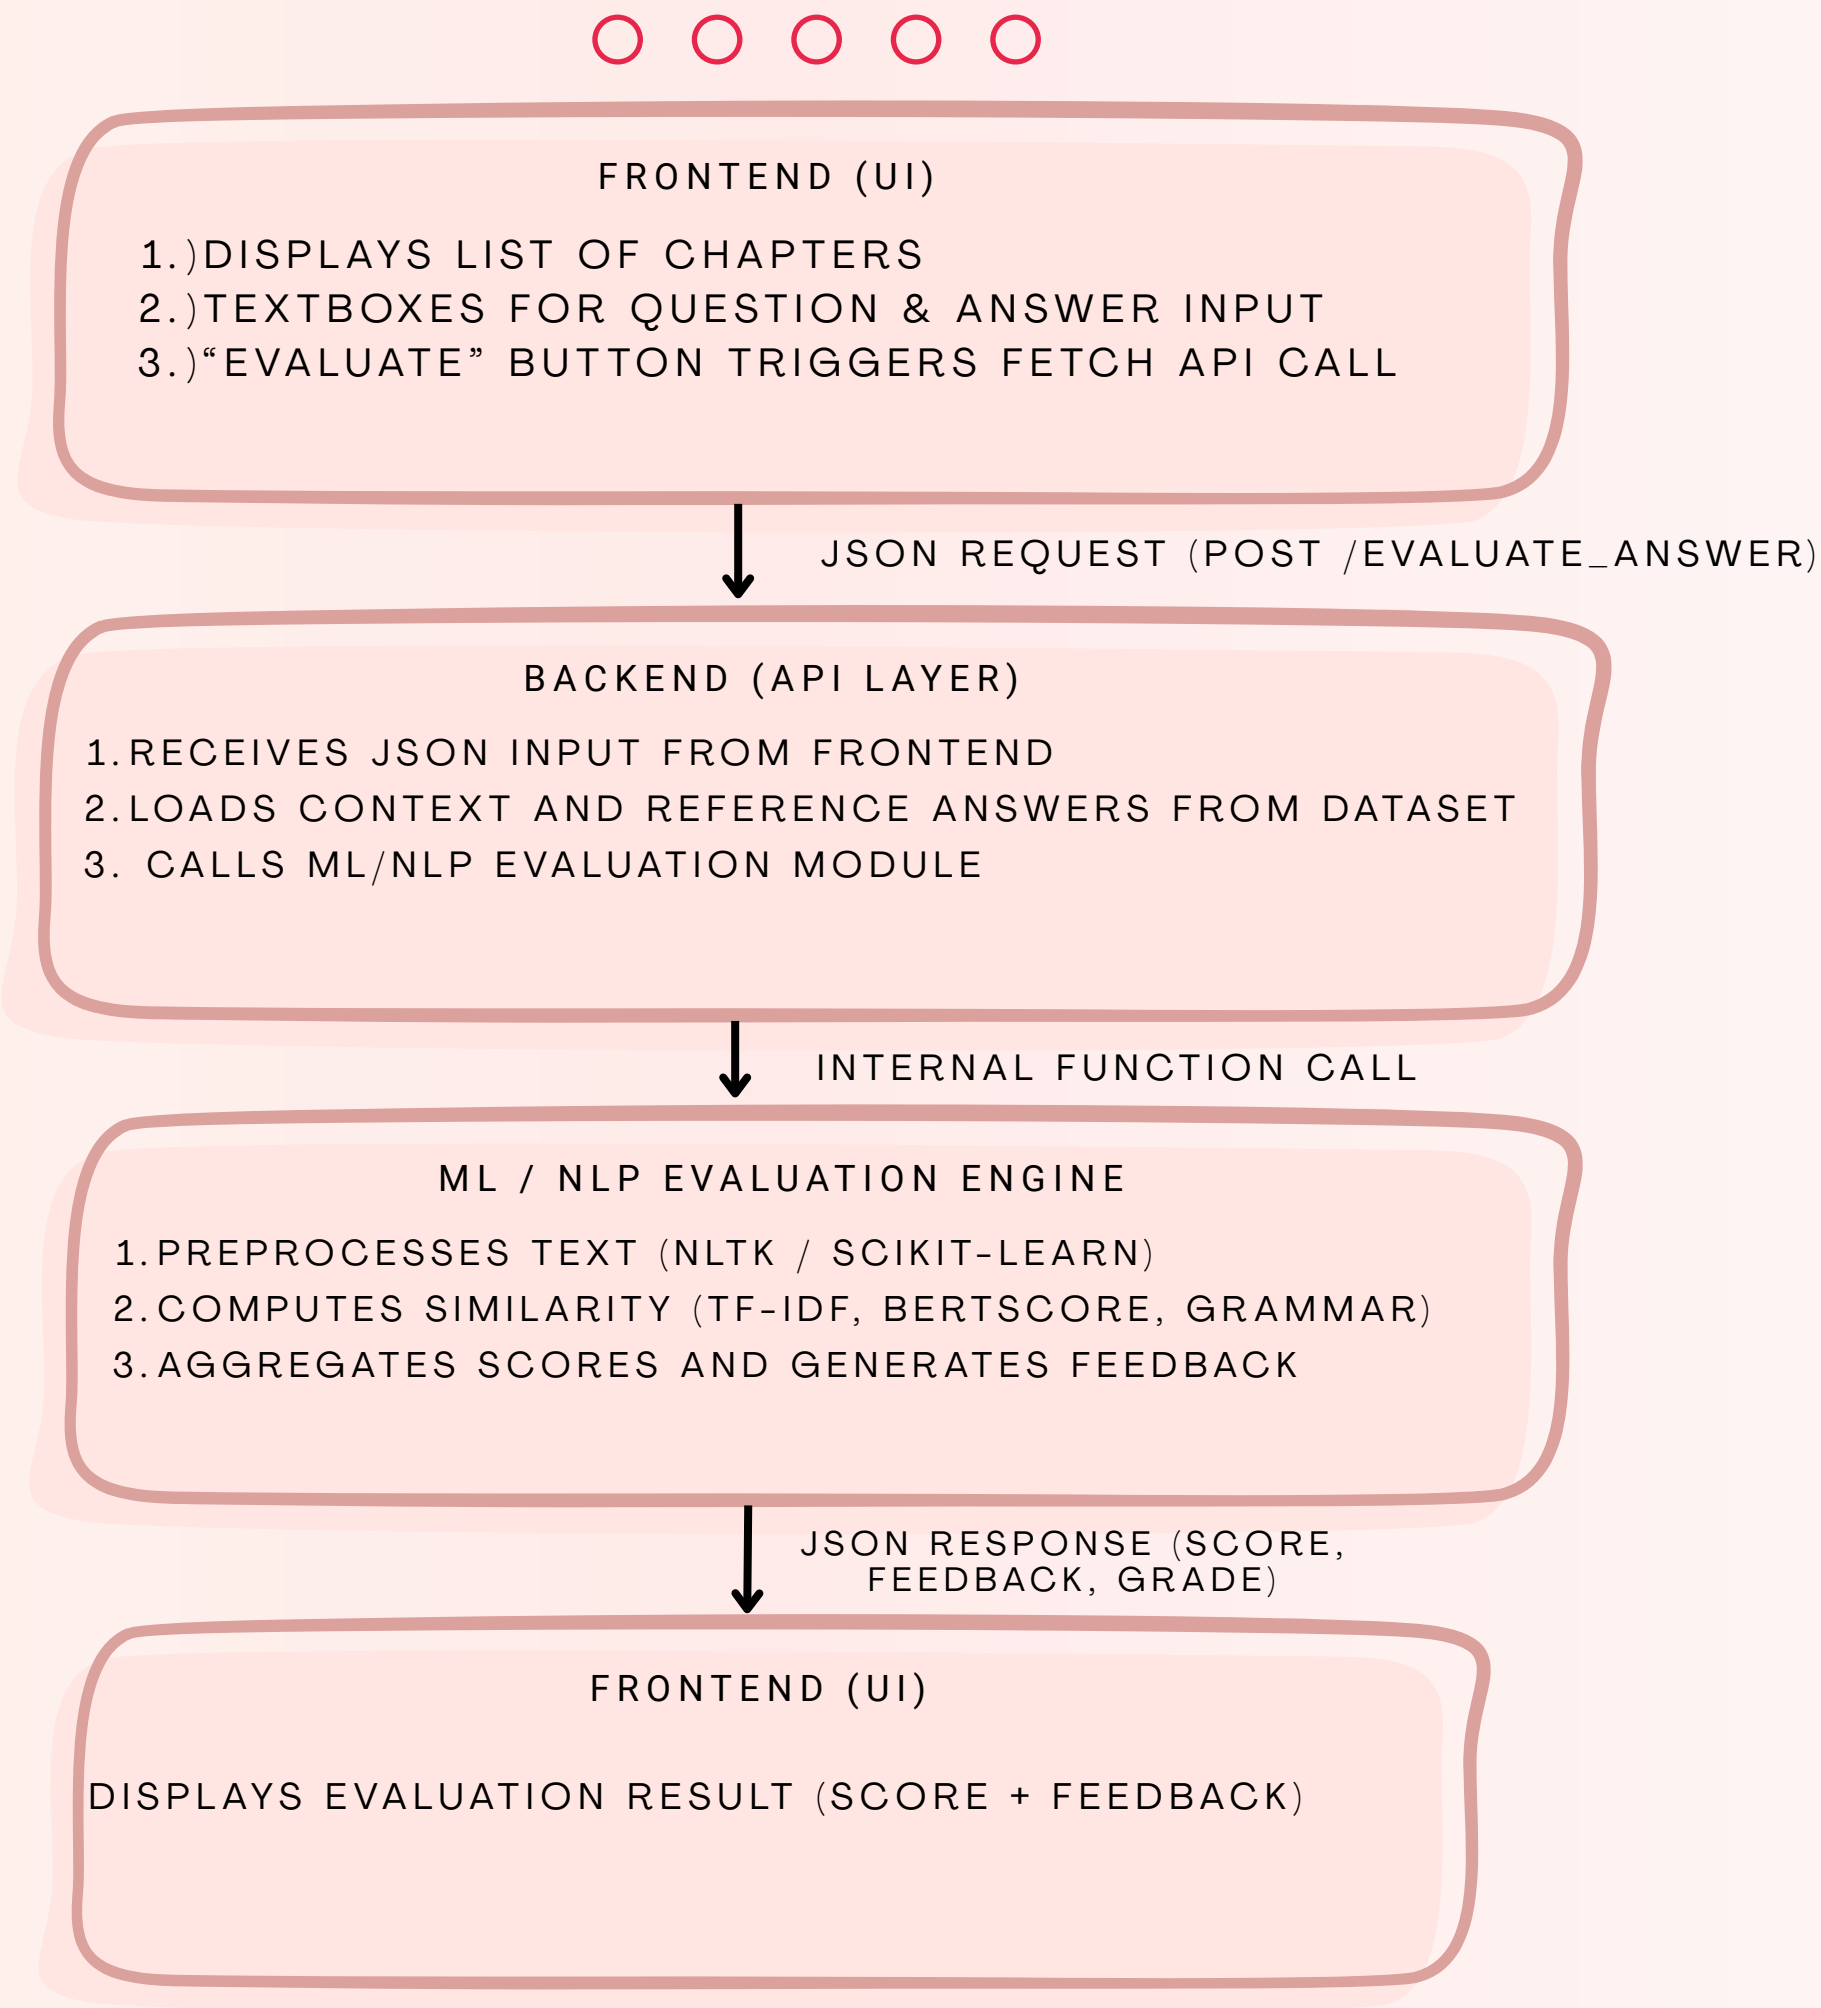 FRONTEND (UI)
1.)DISPLAYS LIST OF CHAPTERS
2.)TEXTBOXES FOR QUESTION & ANSWER INPUT
3.)“EVALUATE” BUTTON TRIGGERS FETCH API CALL
JSON REQUEST (POST /EVALUATE_ANSWER)
BACKEND (API LAYER)
1.RECEIVES JSON INPUT FROM FRONTEND
2.LOADS CONTEXT AND REFERENCE ANSWERS FROM DATASET
3. CALLS ML/NLP EVALUATION MODULE
INTERNAL FUNCTION CALL
ML / NLP EVALUATION ENGINE
1.PREPROCESSES TEXT (NLTK / SCIKIT-LEARN)
2.COMPUTES SIMILARITY (TF-IDF, BERTSCORE, GRAMMAR)
3.AGGREGATES SCORES AND GENERATES FEEDBACK
JSON RESPONSE (SCORE,
FEEDBACK, GRADE)
FRONTEND (UI)
DISPLAYS EVALUATION RESULT (SCORE + FEEDBACK)